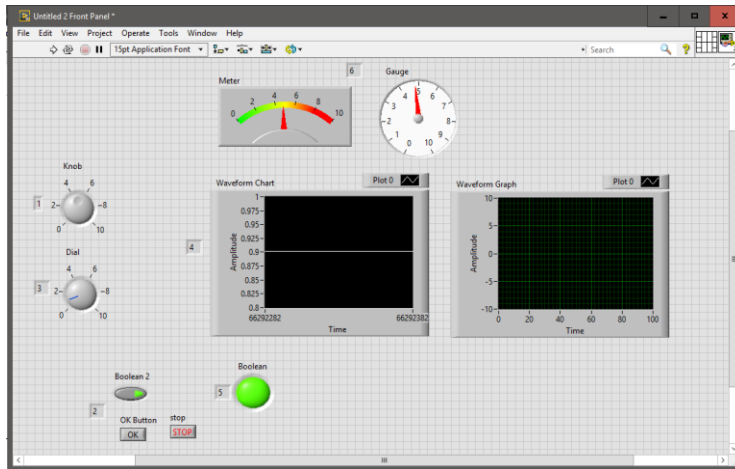 Untitled 2 Front Panel *
File Edit View Project Operate Tools Window Help
15pt Application Font
Search
6
Meter
0 2 4 6 8 10
Gauge
0 1 2 3 4 5 6 7 8 9 10
Knob
1
0 2 4 6 8 10
Dial
3
0 2 4 6 8 10
4
Waveform Chart
Plot 0
Amplitude
1
0.975
0.95
0.925
0.9
0.875
0.85
0.825
0.8
66292282 66292382
Time
Waveform Graph
Plot 0
Amplitude
10
5
0
-5
-10
0 20 40 60 80 100
Time
Boolean 2
2
OK Button
OK
stop
STOP
Boolean
5